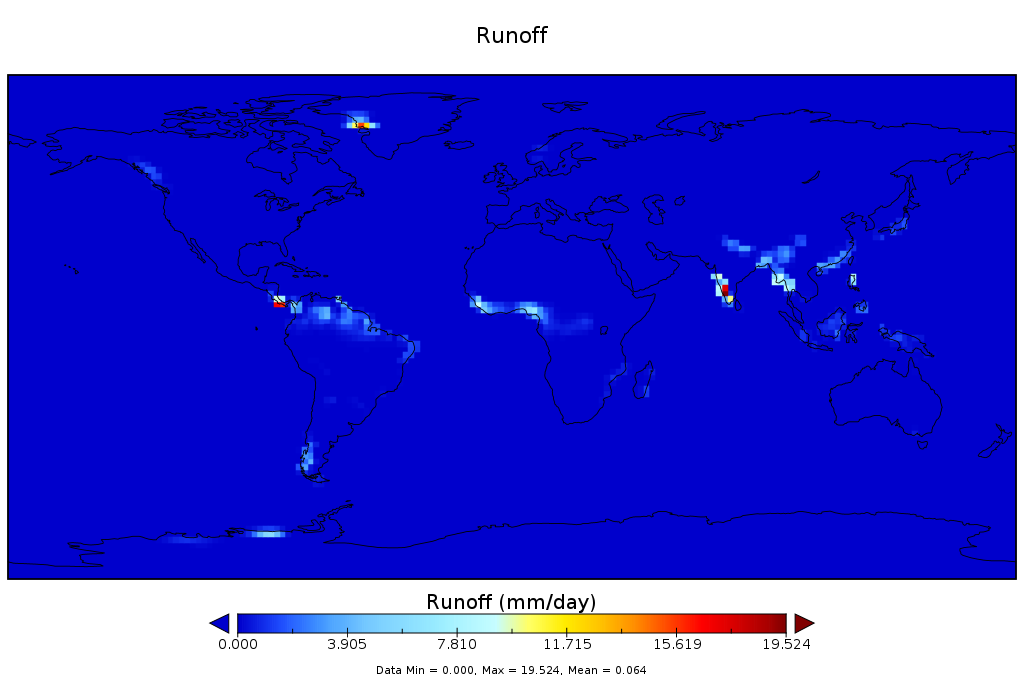 Runoff
Runoff (mm/day)
0.000 3.905 7.810 11.715 15.619 19.524
Data Min = 0.000, Max = 19.524, Mean = 0.064